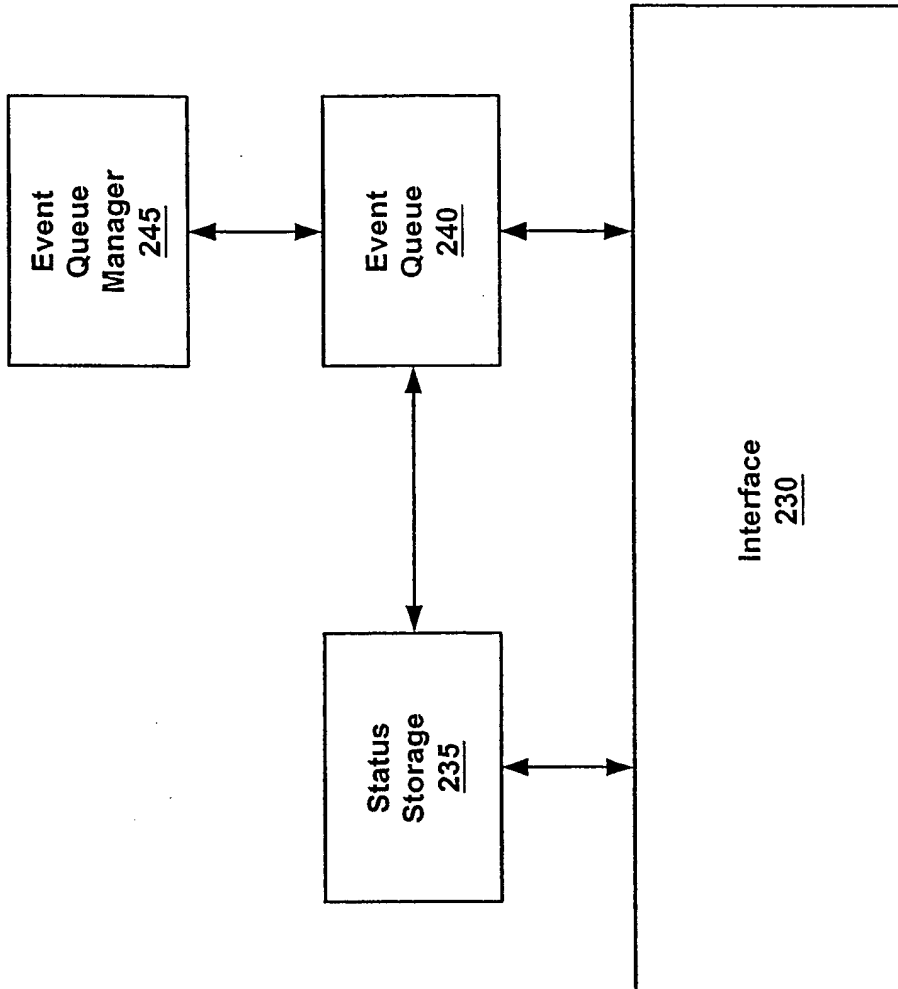 Event
Queue
Manager
245
Event
Queue
240
Status
Storage
235
Interface
230